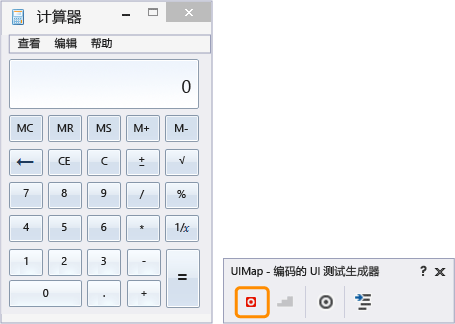 计算器
查看 编辑 帮助
0
MC MR MS M+ M-
← CE C ± √
7 8 9 / %
4 5 6 * 1/x
1 2 3 - =
0 . +
UIMap - 编码的 UI 测试生成器 ? x